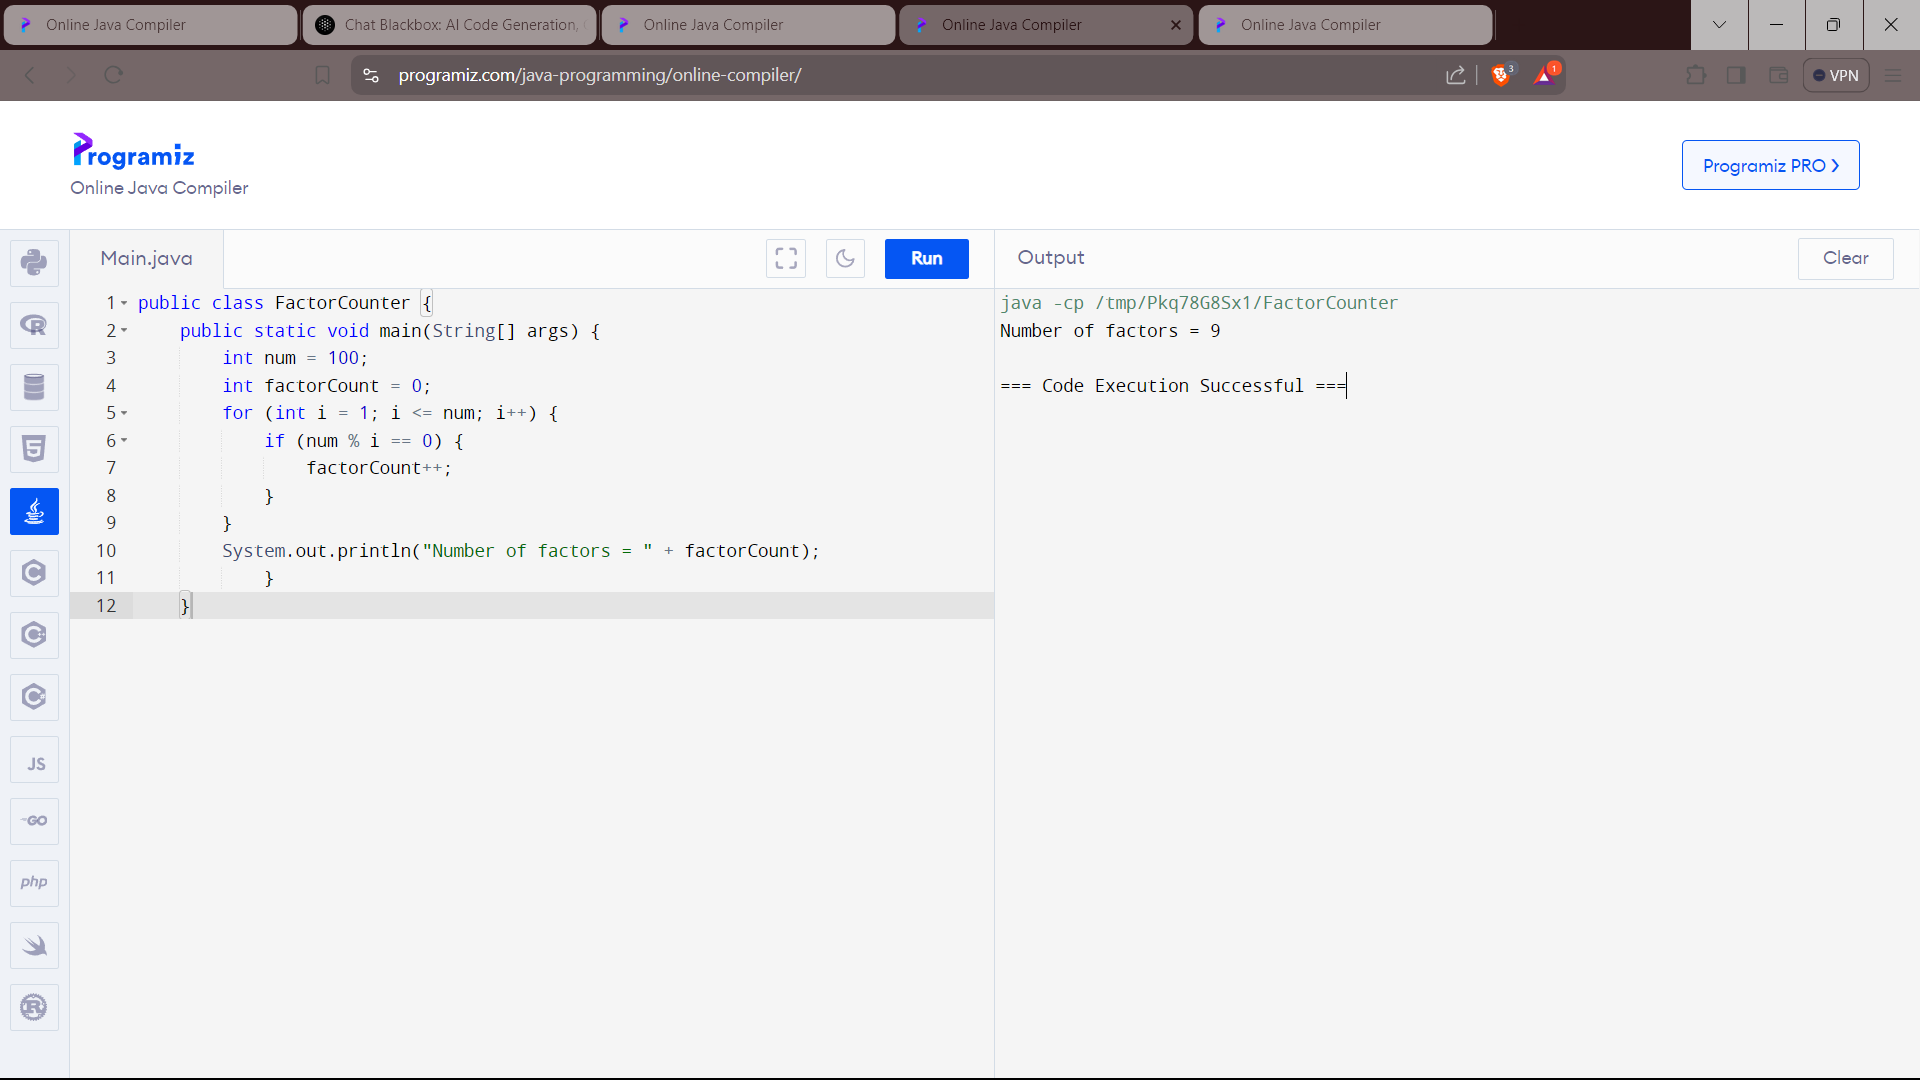 Online Java Compiler
Chat Blackbox: AI Code Generation,
Online Java Compiler
Online Java Compiler
Online Java Compiler
programiz.com/java-programming/online-compiler/
3
1
VPN
Programiz
Online Java Compiler
Programiz PRO
Main.java
Run
Output
Clear
1 public class FactorCounter {
2 public static void main(String[] args) {
3 int num = 100;
4 int factorCount = 0;
5 for (int i = 1; i <= num; i++) {
6 if (num % i == 0) {
7 factorCount++;
8 }
9 }
10 System.out.println("Number of factors = " + factorCount);
11 }
12 }
java -cp /tmp/Pkq78G8Sx1/FactorCounter
Number of factors = 9
=== Code Execution Successful ===
R
5
C
C++
C#
JS
GO
php
R